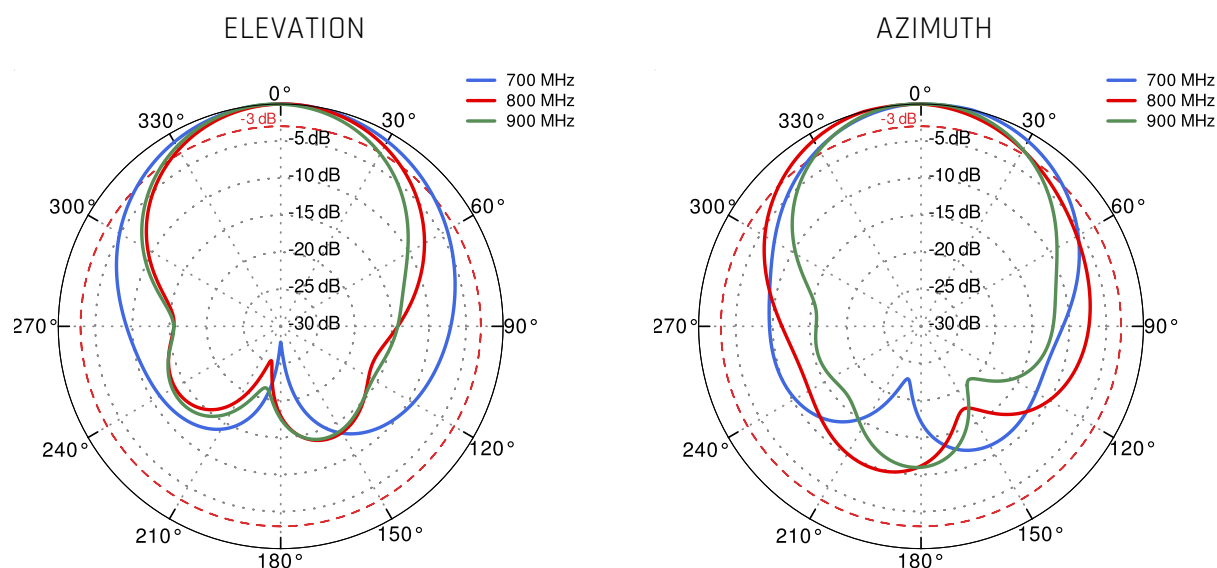 ELEVATION
700 MHz
800 MHz
900 MHz
0°
330°
-3 dB
30°
-5 dB
-10 dB
300°
60°
-15 dB
-20 dB
-25 dB
270°
-30 dB
90°
240°
120°
210°
150°
180°
AZIMUTH
700 MHz
800 MHz
900 MHz
0°
330°
-3 dB
30°
-5 dB
-10 dB
300°
60°
-15 dB
-20 dB
-25 dB
270°
-30 dB
90°
240°
120°
210°
150°
180°